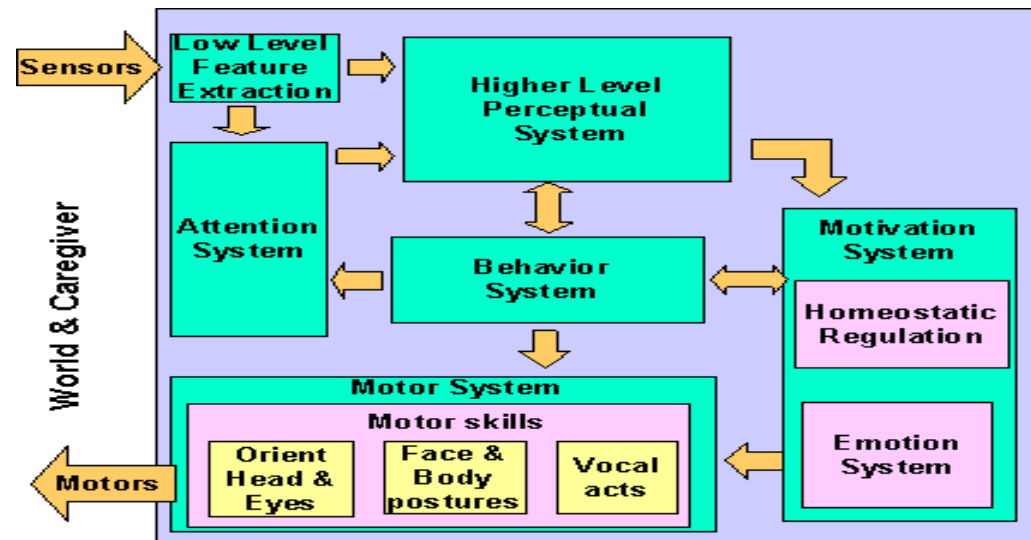 Sensors
Low Level
Feature
Extraction
Higher Level
Perceptual
System
Attention
System
Behavior
System
Motivation
System
Homeostatic
Regulation
Emotion
System
World & Caregiver
Motor System
Motor skills
Orient
Head &
Eyes
Face &
Body
postures
Vocal
acts
Motors